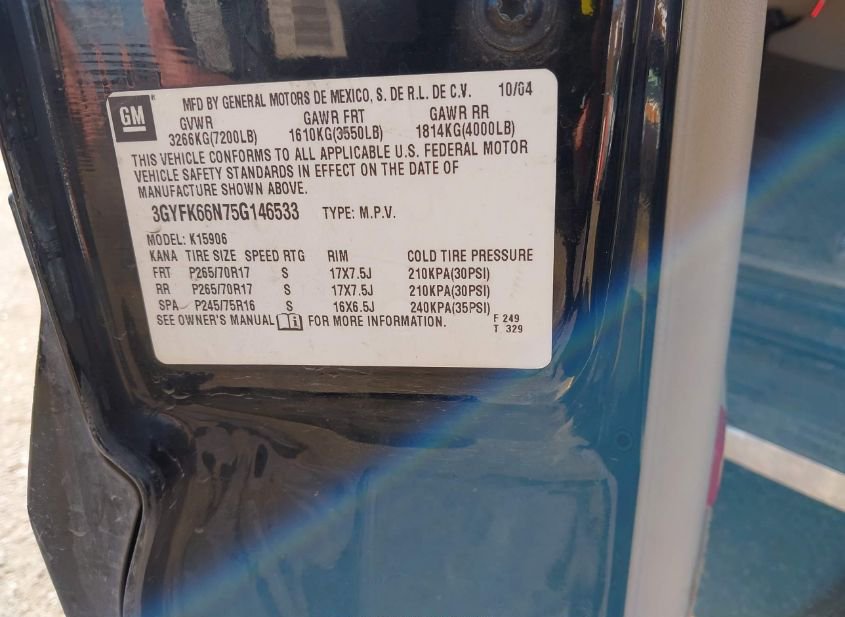 GM
MFD BY GENERAL MOTORS DE MEXICO, S. DE R.L. DE C.V. 10/04
GVWR GAWR FRT GAWR RR
3266KG(7200LB) 1610KG(3550LB) 1814KG(4000LB)
THIS VEHICLE CONFORMS TO ALL APPLICABLE U.S. FEDERAL MOTOR
VEHICLE SAFETY STANDARDS IN EFFECT ON THE DATE OF
MANUFACTURE SHOWN ABOVE.
3GYFK66N75G146533 TYPE: M.P.V.
MODEL: K15906
KANA TIRE SIZE SPEED RTG RIM COLD TIRE PRESSURE
FRT P265/70R17 S 17X7.5J 210KPA(30PSI)
RR P265/70R17 S 17X7.5J 210KPA(30PSI)
SPA P245/75R16 S 16X6.5J 240KPA(35PSI)
SEE OWNER'S MANUAL FOR MORE INFORMATION. F 249
T 329